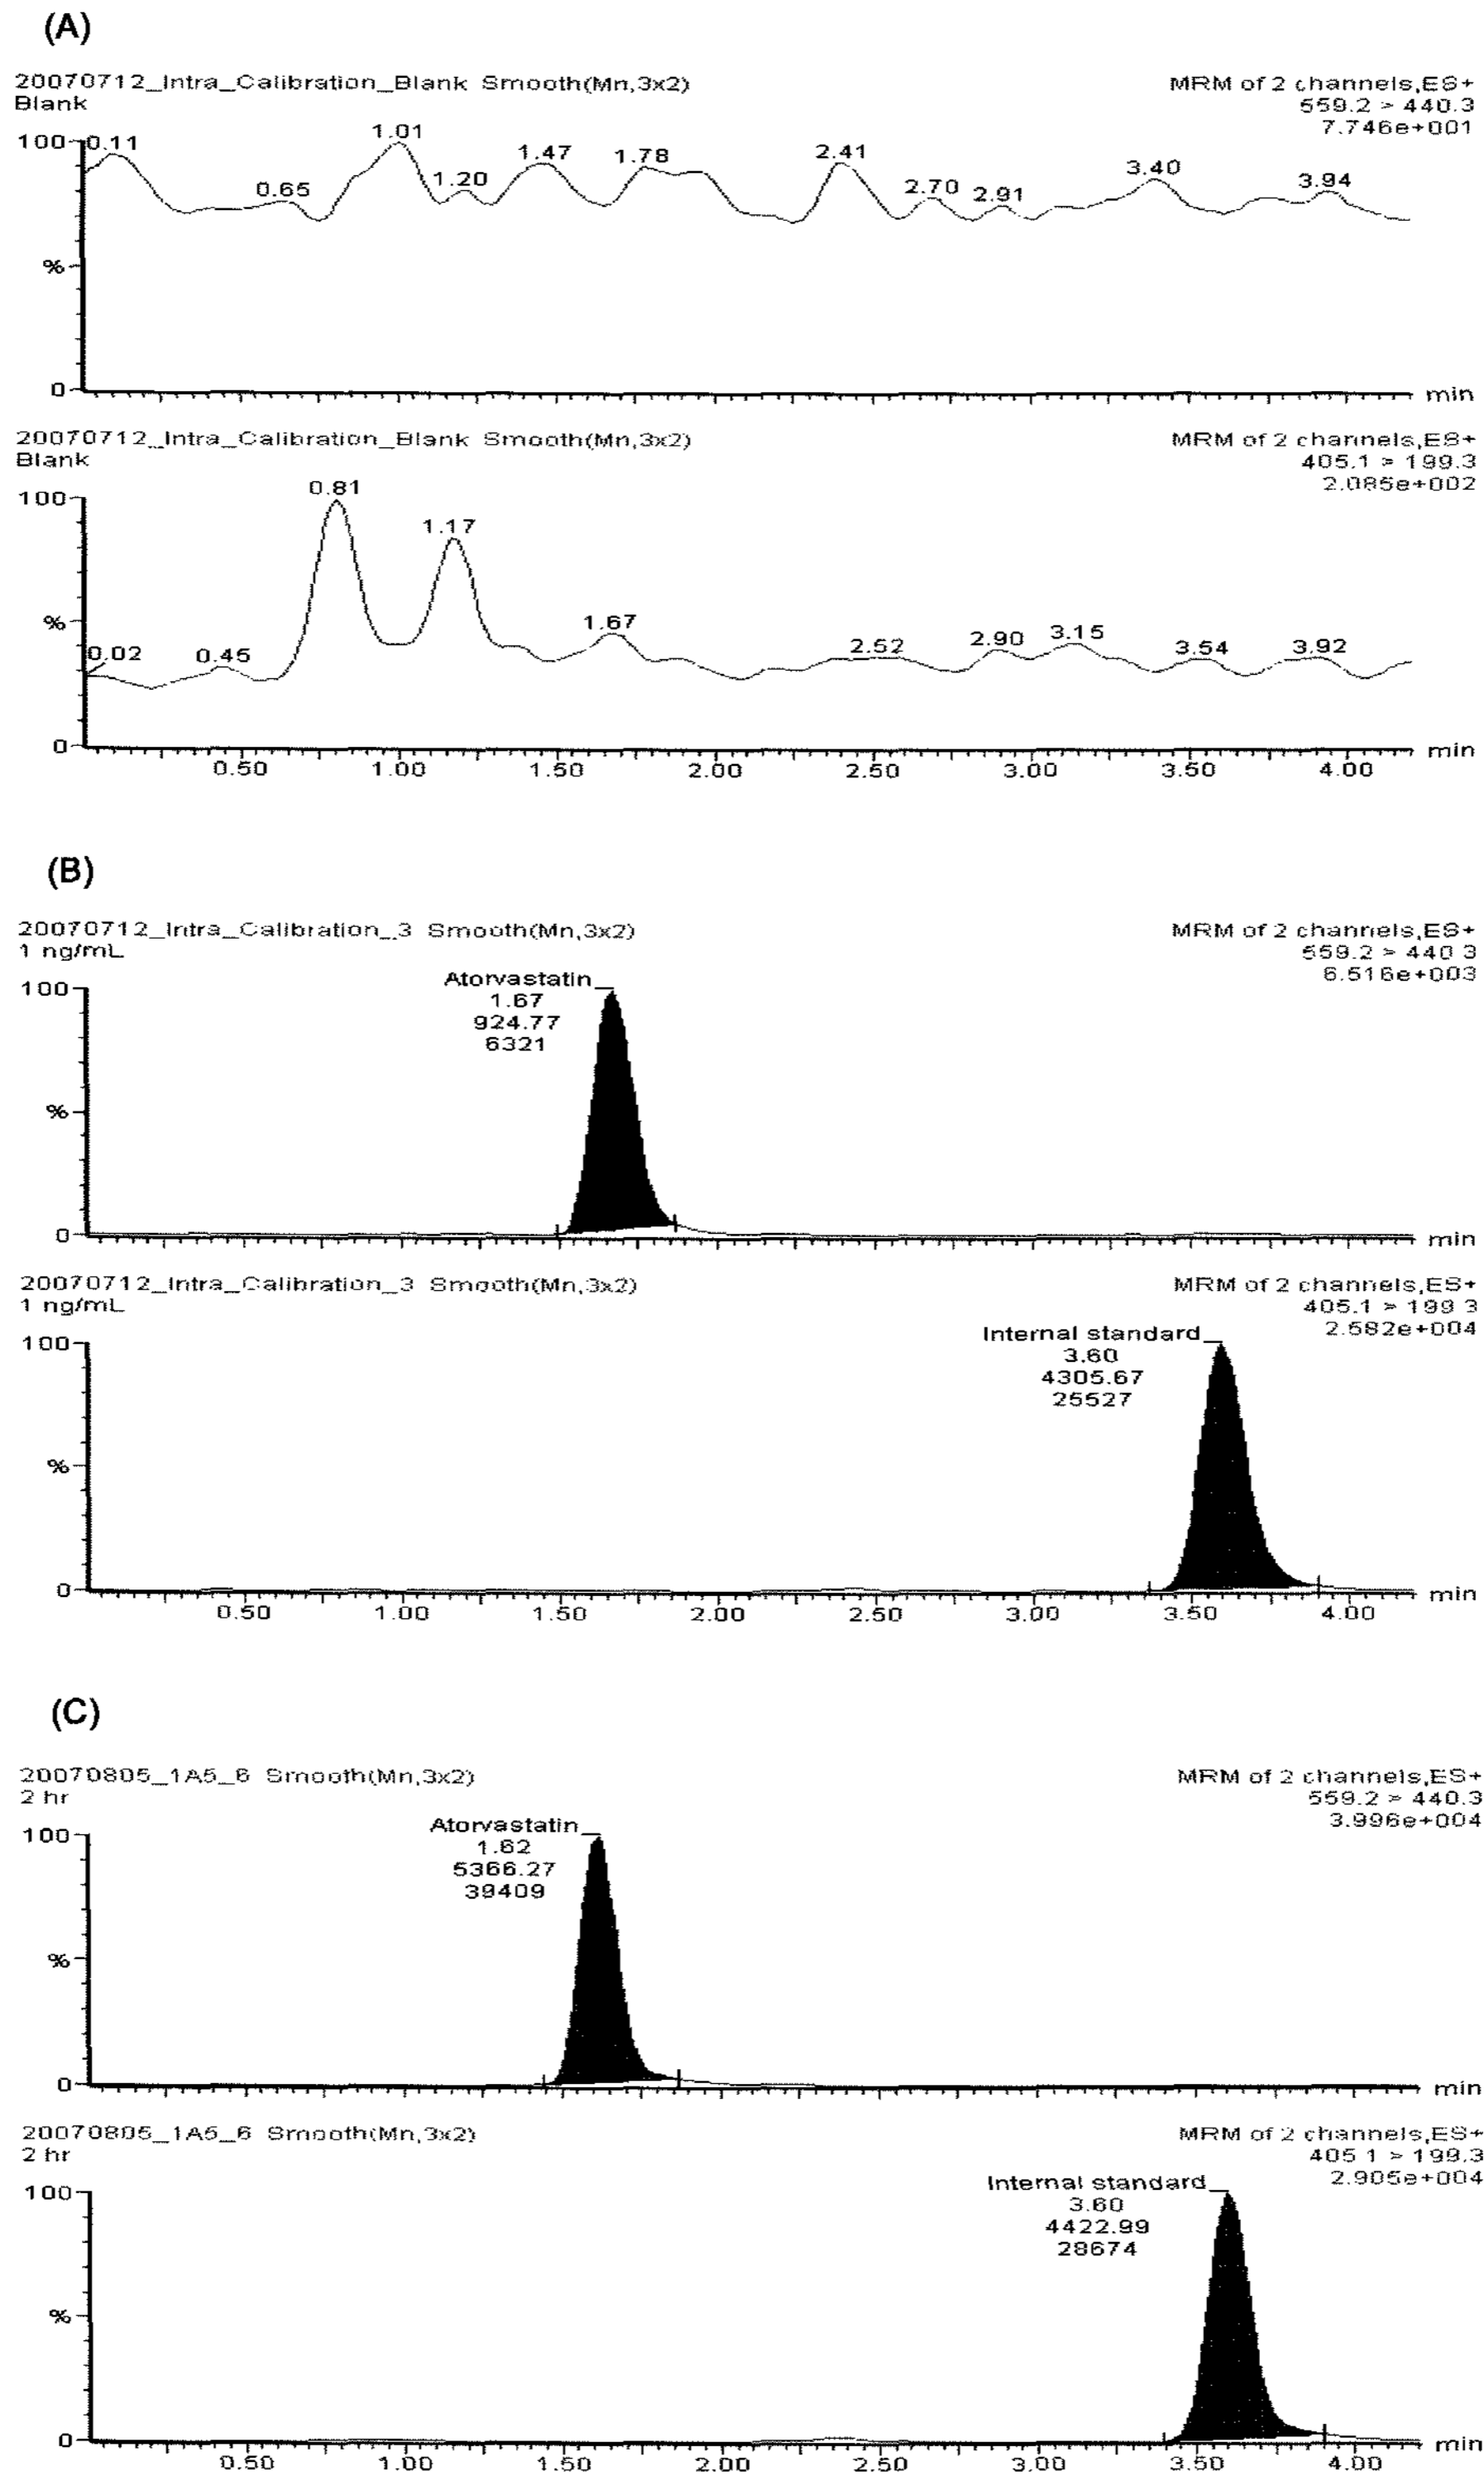 (A)
20070712_Intra_Calibration_Blank Smooth(Mn,3x2)
MRM of 2 channels,ES+
Blank
559.2 > 440.3
7.746e+001
100
0.11
0.65
1.01
1.20
1.47
1.78
2.41
2.70
2.91
3.40
3.94
%
0
min
20070712_Intra_Calibration_Blank Smooth(Mn,3x2)
MRM of 2 channels,ES+
Blank
405.1 > 199.3
2.085e+002
100
0.02
0.45
0.81
1.17
1.67
2.52
2.90
3.15
3.54
3.92
%
0
min
0.50 1.00 1.50 2.00 2.50 3.00 3.50 4.00
(B)
20070712_Intra_Calibration_3 Smooth(Mn,3x2)
MRM of 2 channels,ES+
1 ng/mL
559.2 > 440 3
6.516e+003
100
Atorvastatin
1.67
924.77
6321
%
0
min
20070712_Intra_Calibration_3 Smooth(Mn,3x2)
MRM of 2 channels,ES+
1 ng/mL
405.1 > 199 3
2.582e+004
100
Internal standard
3.60
4305.67
25527
%
0
min
0.50 1.00 1.50 2.00 2.50 3.00 3.50 4.00
(C)
20070805_1A5_6 Smooth(Mn,3x2)
MRM of 2 channels,ES+
2 hr
559.2 > 440.3
3.996e+004
100
Atorvastatin
1.62
5366.27
39409
%
0
min
20070805_1A5_6 Smooth(Mn,3x2)
MRM of 2 channels,ES+
2 hr
405 1 > 199.3
2.905e+004
100
Internal standard
3.60
4422.99
28674
%
0
min
0.50 1.00 1.50 2.00 2.50 3.00 3.50 4.00